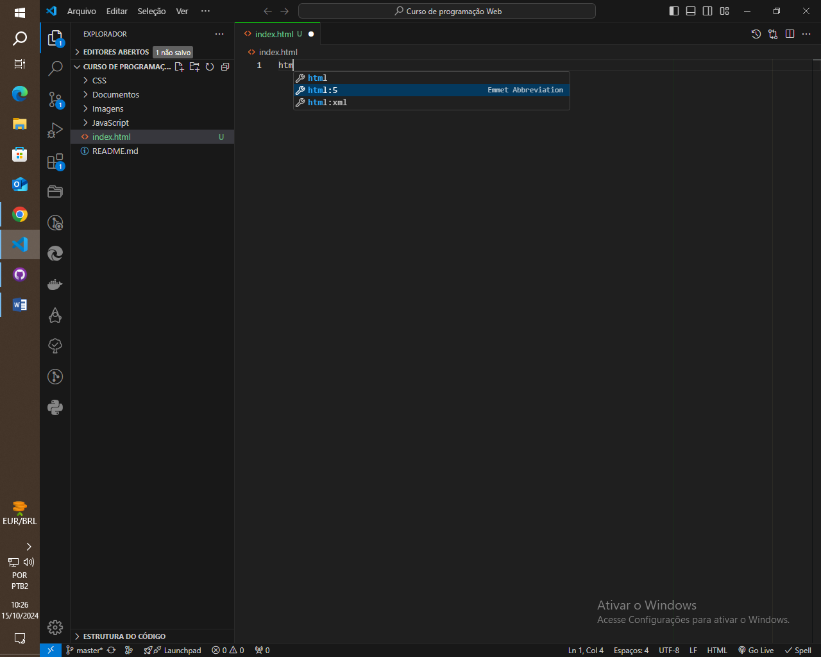 Arquivo Editar Seleção Ver ··· Curso de programação Web
EXPLORADOR ···
EDITORES ABERTOS 1 não salvo
CURSO DE PROGRAMAÇ...
CSS
Documentos
Imagens
JavaScript
index.html U
README.md
ESTRUTURA DO CÓDIGO
index.html U
index.html
1 htm
html
html:5 Emmet Abbreviation
html:xml
Ativar o Windows
Acesse Configurações para ativar o Windows.
EUR/BRL
POR
PTB2
10:26
15/10/2024
master* Launchpad 0 0 0 Ln 1, Col 4 Espaços: 4 UTF-8 LF HTML Go Live Spell